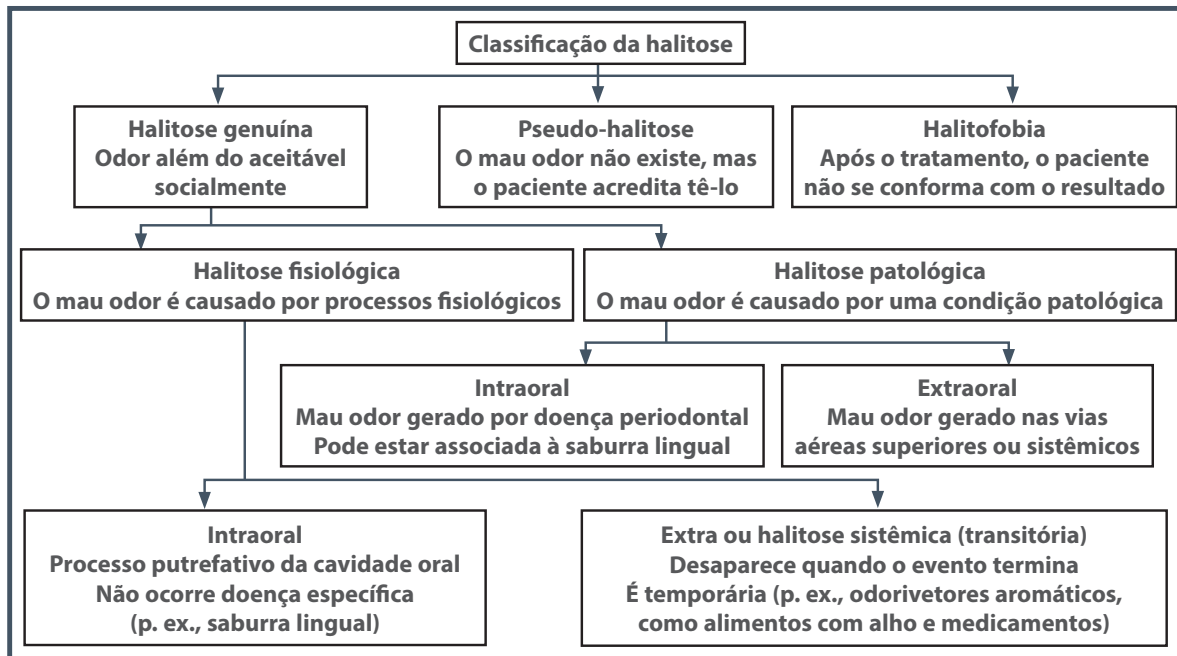 Classificação da halitose
Halitose genuína
Odor além do aceitável
socialmente
Pseudo-halitose
O mau odor não existe, mas
o paciente acredita tê-lo
Halitofobia
Após o tratamento, o paciente
não se conforma com o resultado
Halitose fisiológica
O mau odor é causado por processos fisiológicos
Halitose patológica
O mau odor é causado por uma condição patológica
Intraoral
Mau odor gerado por doença periodontal
Pode estar associada à saburra lingual
Extraoral
Mau odor gerado nas vias
aéreas superiores ou sistêmicos
Intraoral
Processo putrefativo da cavidade oral
Não ocorre doença específica
(p. ex., saburra lingual)
Extra ou halitose sistêmica (transitória)
Desaparece quando o evento termina
É temporária (p. ex., odorivetores aromáticos,
como alimentos com alho e medicamentos)